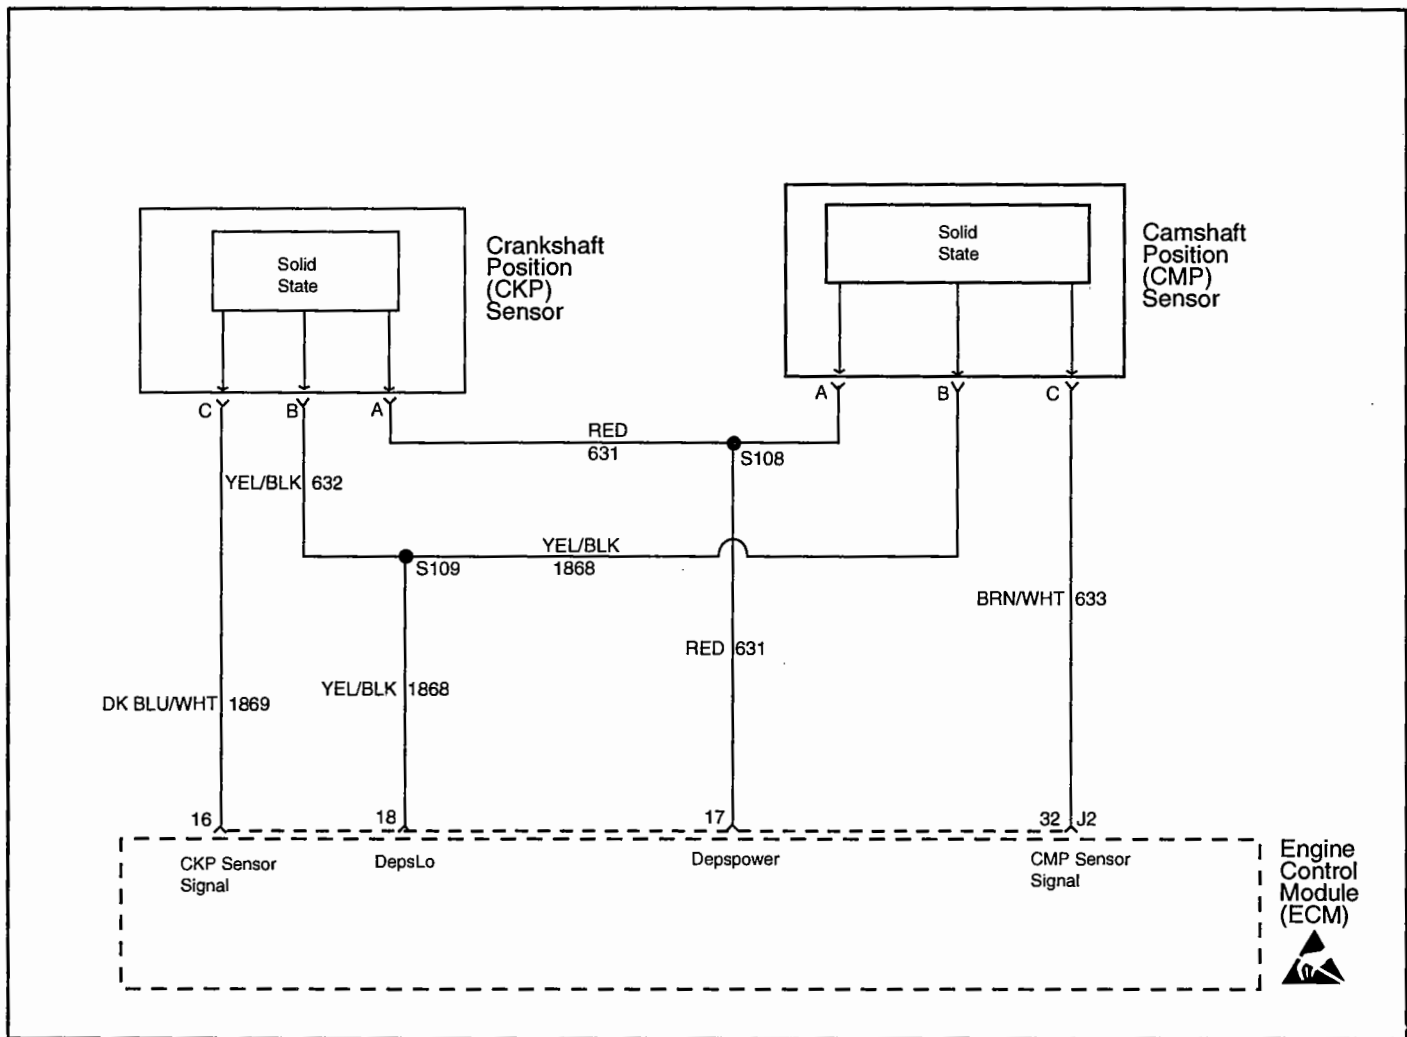 Solid
State
Crankshaft
Position
(CKP)
Sensor
Solid
State
Camshaft
Position
(CMP)
Sensor
C B A
A B C
RED
631
S108
YEL/BLK 632
YEL/BLK
1868
S109
BRN/WHT 633
RED 631
YEL/BLK 1868
DK BLU/WHT 1869
16 18 17 32 J2
CKP Sensor
Signal
DepsLo
Depspower
CMP Sensor
Signal
Engine
Control
Module
(ECM)